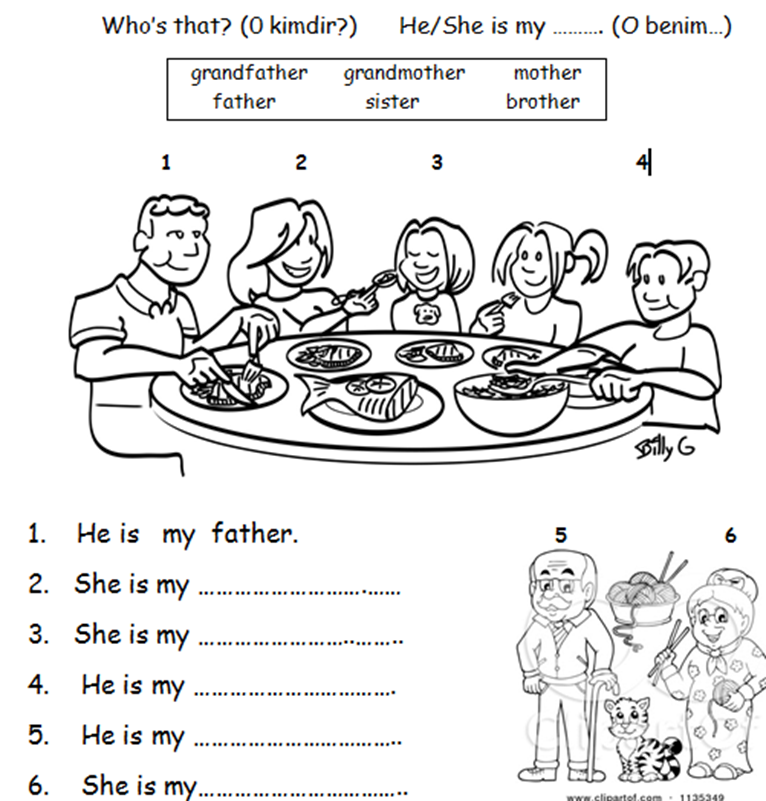 Who's that? (O kimdir?) He/She is my ......... (O benim...)
grandfather grandmother mother
father sister brother
1 2 3 4
Billy G
1. He is my father.
5 6
2. She is my ..................................
3. She is my ..................................
4. He is my ..................................
5. He is my ..................................
6. She is my..................................
ClipartOf
www.clipartof.com · 1135349